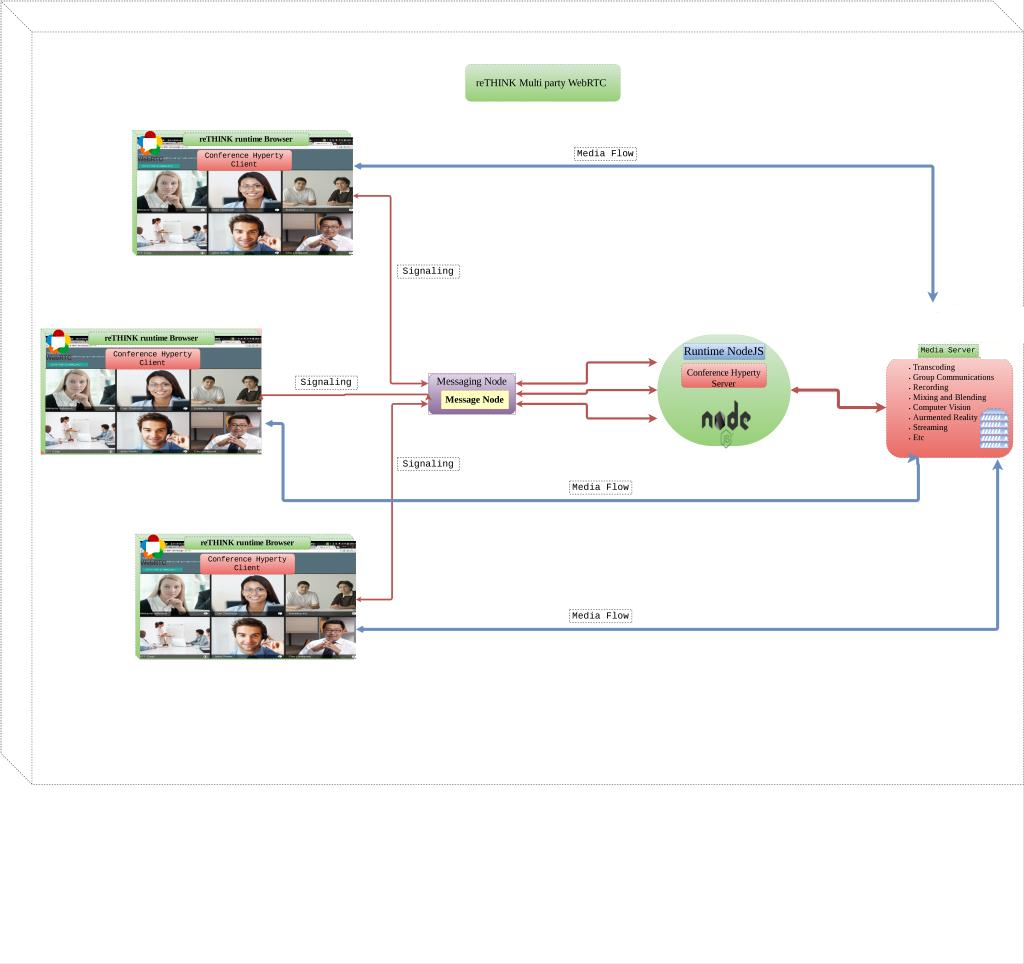 reTHINK Multi party WebRTC
reTHINK runtime Browser
Conference Hyperty
Client
WebRTC
Media Flow
Signaling
reTHINK runtime Browser
Conference Hyperty
Client
WebRTC
Signaling
Messaging Node
Message Node
Runtime NodeJS
Conference Hyperty
Server
node
JS
Media Server
· Transcoding
· Group Communications
· Recording
· Mixing and Blending
· Computer Vision
· Aurmented Reality
· Streaming
· Etc
Signaling
Media Flow
reTHINK runtime Browser
Conference Hyperty
Client
WebRTC
Media Flow